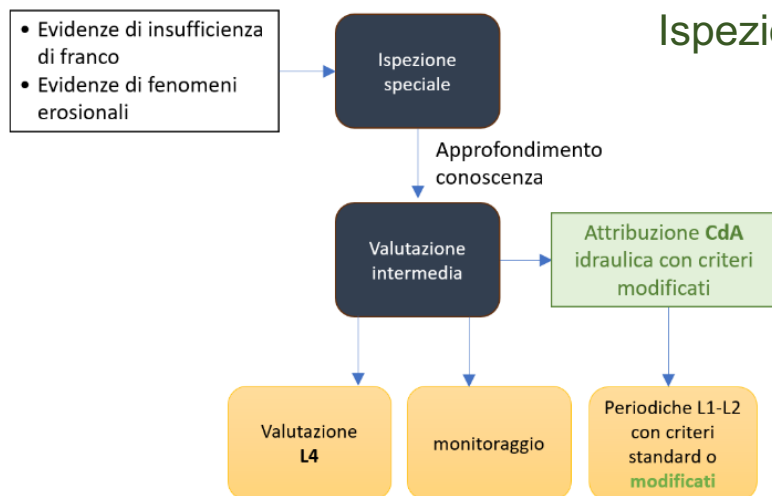 • Evidenze di insufficienza
di franco
• Evidenze di fenomeni
erosionali
Ispezione
speciale
Ispezio
Approfondimento
conoscenza
Valutazione
intermedia
Attribuzione CdA
idraulica con criteri
modificati
Valutazione
L4
monitoraggio
Periodiche L1-L2
con criteri
standard o
modificati